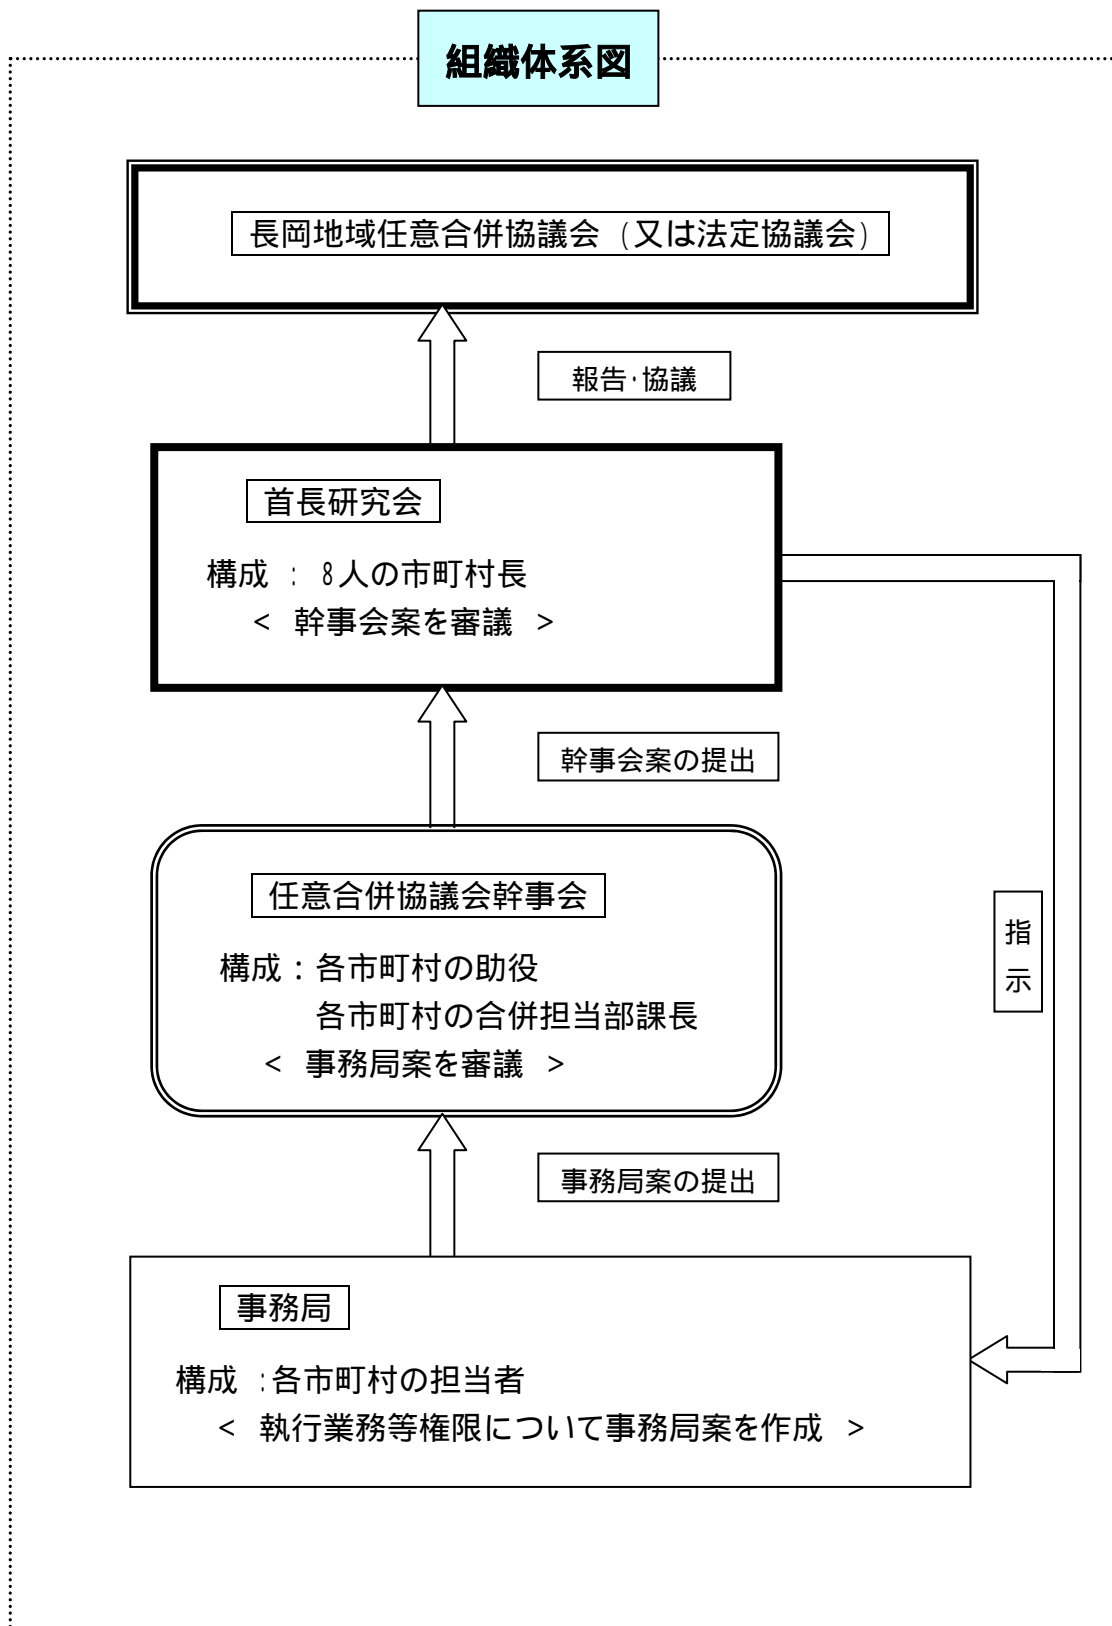 組織体系図
長岡地域任意合併協議会（又は法定協議会）
報告・協議
首長研究会
構成 ： 8人の市町村長
＜ 幹事会案を審議 ＞
幹事会案の提出
任意合併協議会幹事会
構成：各市町村の助役
各市町村の合併担当部課長
＜ 事務局案を審議 ＞
指示
事務局案の提出
事務局
構成 ：各市町村の担当者
＜ 執行業務等権限について事務局案を作成 ＞